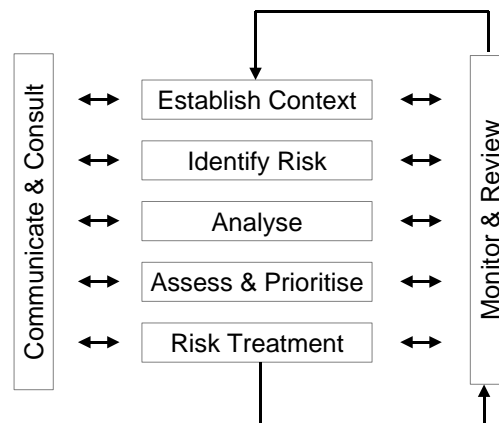 Communicate & Consult
Establish Context
Identify Risk
Analyse
Assess & Prioritise
Risk Treatment
Monitor & Review